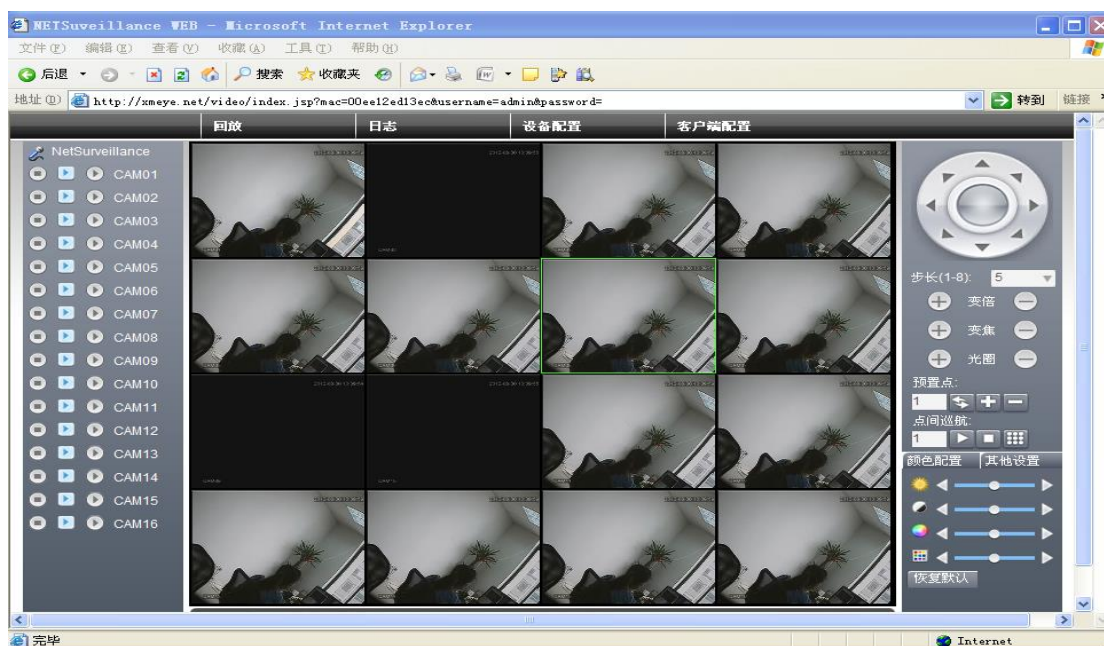 NETSuveillance WEB - Microsoft Internet Explorer
文件(F) 编辑(E) 查看(V) 收藏(A) 工具(T) 帮助(H)
后退 搜索 收藏夹
地址(D) http://xmeye.net/video/index.jsp?mac=00ee12ed13ec&username=admin&password= 转到 链接
回放 日志 设备配置 客户端配置
NetSurveillance
CAM01
CAM02
CAM03
CAM04
CAM05
CAM06
CAM07
CAM08
CAM09
CAM10
CAM11
CAM12
CAM13
CAM14
CAM15
CAM16
步长(1-8): 5
变倍
变焦
光圈
预置点:
1
点间巡航:
1
颜色配置 其他设置
恢复默认
完毕 Internet